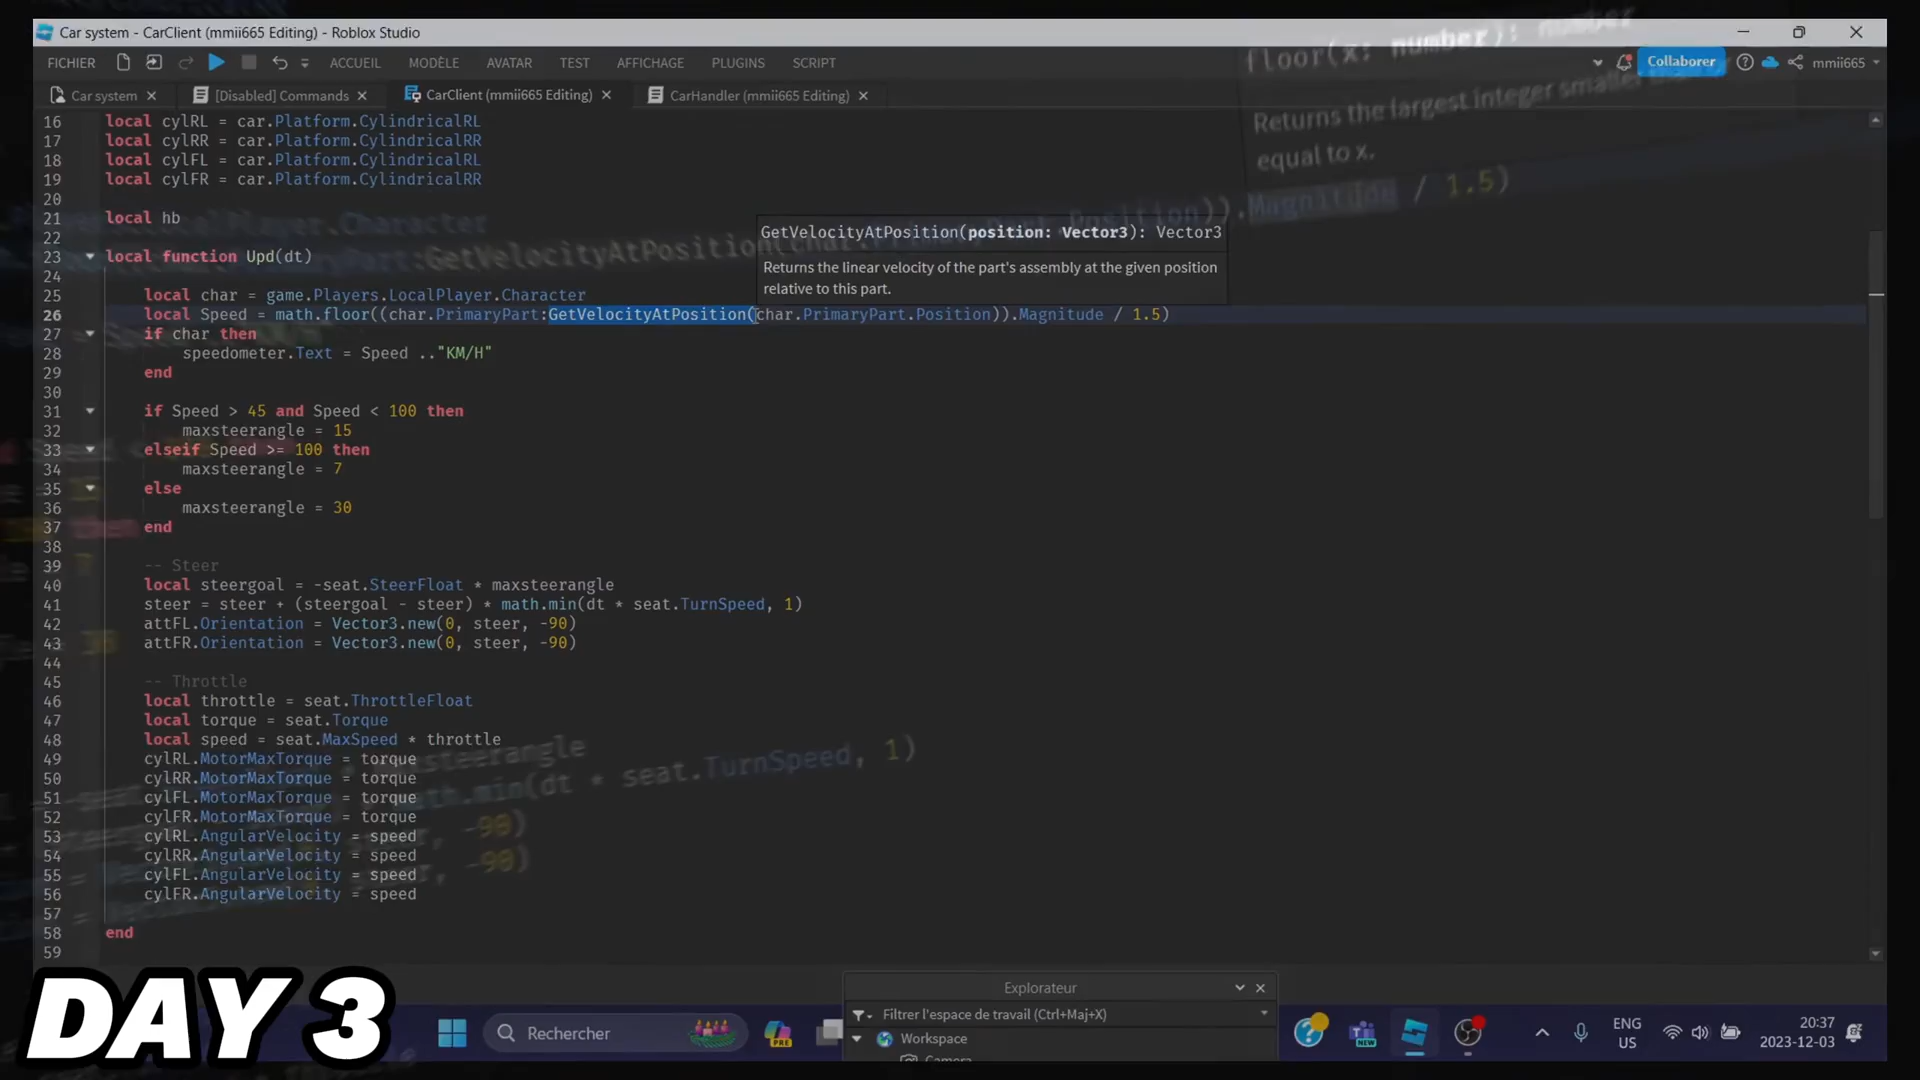 Car system - CarClient (mmii665 Editing) - Roblox Studio
FICHIER ACCUEIL MODÈLE AVATAR TEST AFFICHAGE PLUGINS SCRIPT Collaborer mmii665
Car system [Disabled] Commands CarClient (mmii665 Editing) CarHandler (mmii665 Editing)
floor(x: number): number
Returns the largest integer smaller
equal to x.
16 local cylRL = car.Platform.CylindricalRL
17 local cylRR = car.Platform.CylindricalRR
18 local cylFL = car.Platform.CylindricalRL
19 local cylFR = car.Platform.CylindricalRR
20
21 local hb
22
GetVelocityAtPosition(position: Vector3): Vector3
Returns the linear velocity of the part's assembly at the given position
relative to this part.
23 local function Upd(dt)
24
25 local char = game.Players.LocalPlayer.Character
26 local Speed = math.floor((char.PrimaryPart:GetVelocityAtPosition(char.PrimaryPart.Position)).Magnitude / 1.5)
27 if char then
28 speedometer.Text = Speed .."KM/H"
29 end
30
31 if Speed > 45 and Speed < 100 then
32 maxsteerangle = 15
33 elseif Speed >= 100 then
34 maxsteerangle = 7
35 else
36 maxsteerangle = 30
37 end
38
39 -- Steer
40 local steergoal = -seat.SteerFloat * maxsteerangle
41 steer = steer + (steergoal - steer) * math.min(dt * seat.TurnSpeed, 1)
42 attFL.Orientation = Vector3.new(0, steer, -90)
43 attFR.Orientation = Vector3.new(0, steer, -90)
44
45 -- Throttle
46 local throttle = seat.ThrottleFloat
47 local torque = seat.Torque
48 local speed = seat.MaxSpeed * throttle
49 cylRL.MotorMaxTorque = torque
50 cylRR.MotorMaxTorque = torque
51 cylFL.MotorMaxTorque = torque
52 cylFR.MotorMaxTorque = torque
53 cylRL.AngularVelocity = speed
54 cylRR.AngularVelocity = speed
55 cylFL.AngularVelocity = speed
56 cylFR.AngularVelocity = speed
57
58 end
59
DAY 3
Explorateur
Filtrer l'espace de travail (Ctrl+Maj+X)
Workspace
Camera
Rechercher
PRE
NEW
ENG
US
20:37
2023-12-03